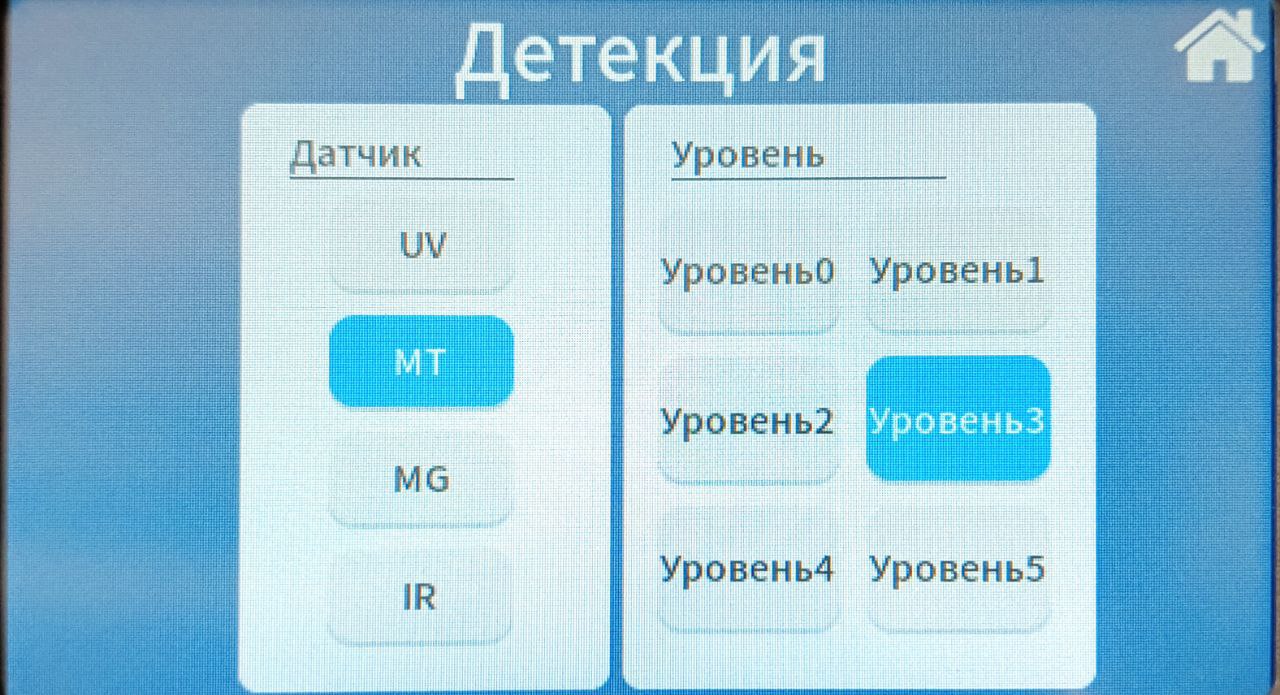 Детекция
Датчик
UV
MT
MG
IR
Уровень
Уровень0 Уровень1
Уровень2 Уровень3
Уровень4 Уровень5